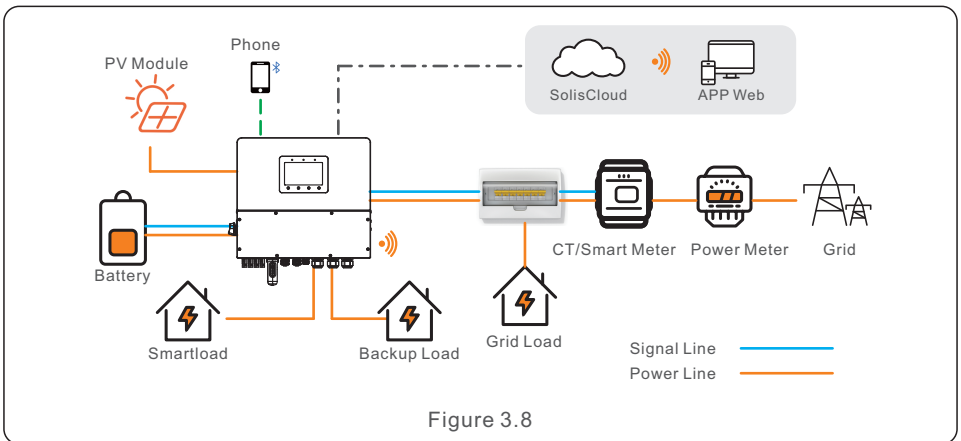 Phone
PV Module
SolisCloud
APP Web
Battery
CT/Smart Meter
Power Meter
Grid
Smartload
Backup Load
Grid Load
Signal Line
Power Line
Figure 3.8